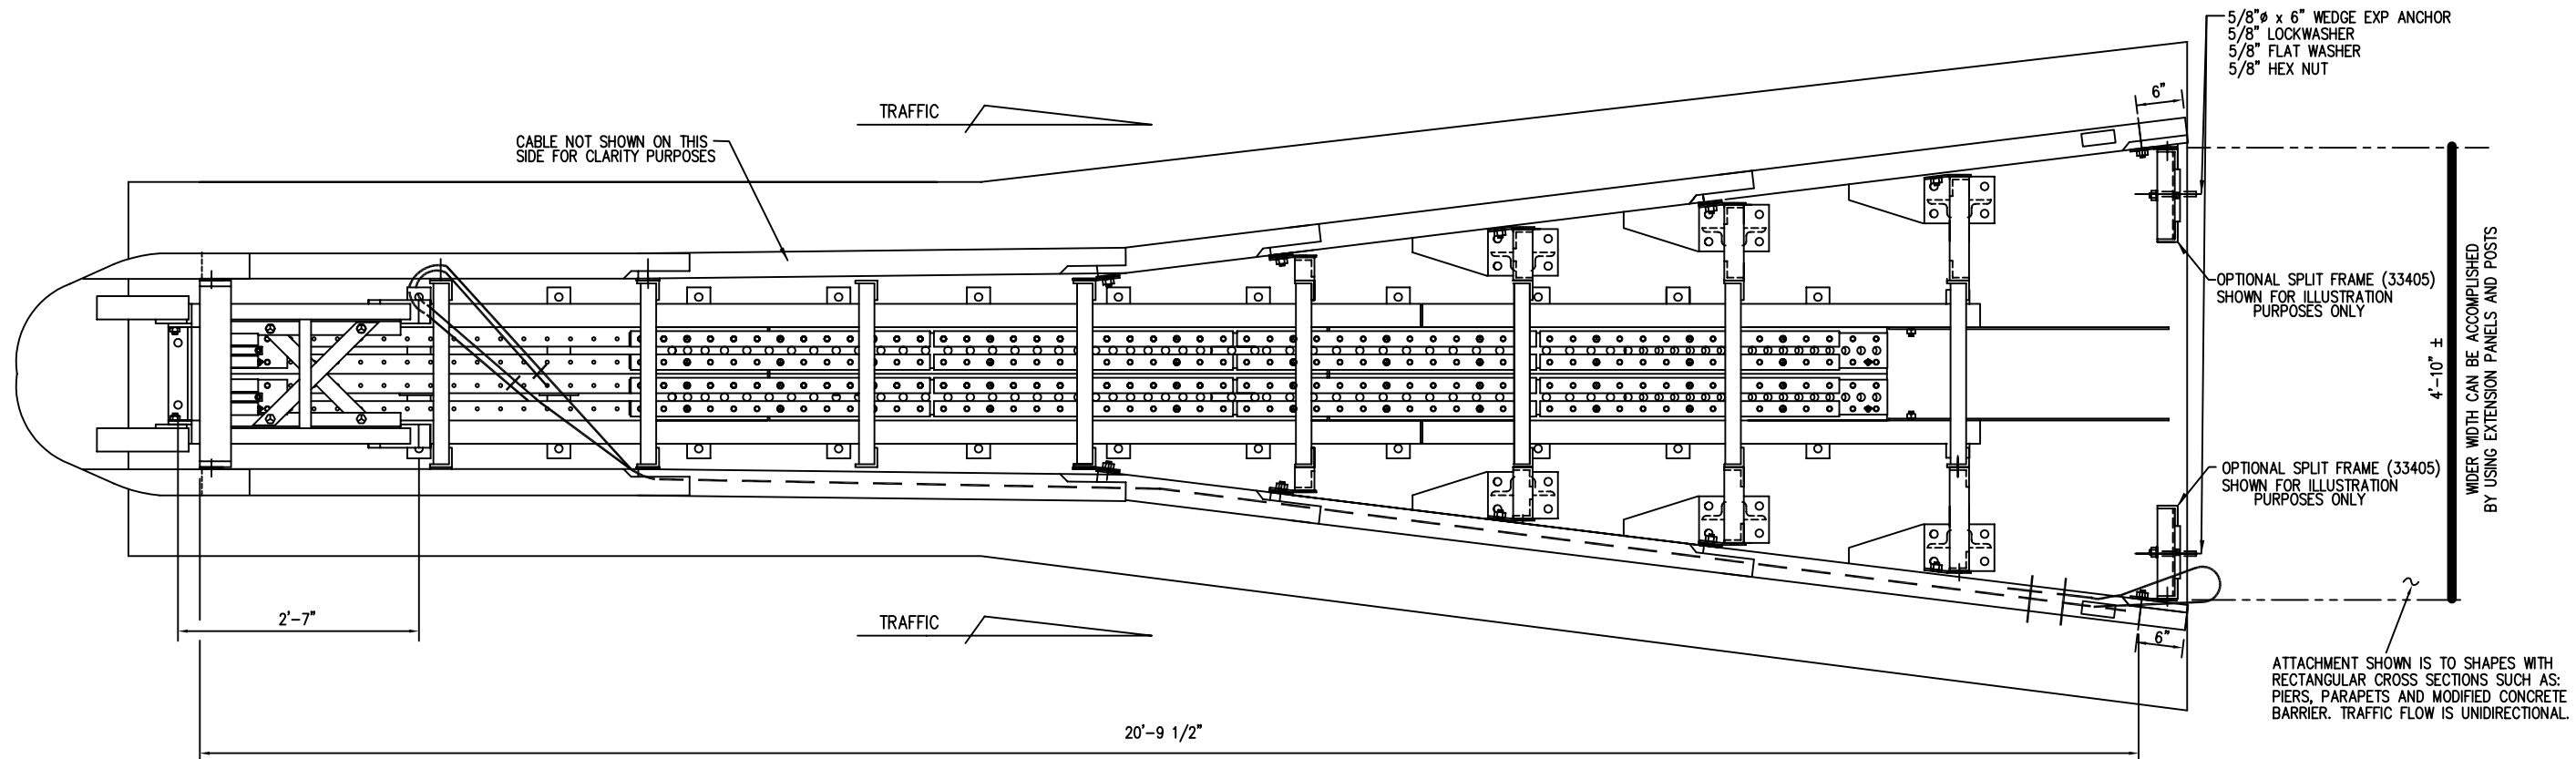 5/8"ø x 6" WEDGE EXP ANCHOR
5/8" LOCKWASHER
5/8" FLAT WASHER
5/8" HEX NUT
6"
TRAFFIC
CABLE NOT SHOWN ON THIS
SIDE FOR CLARITY PURPOSES
OPTIONAL SPLIT FRAME (33405)
SHOWN FOR ILLUSTRATION
PURPOSES ONLY
4'-10" ±
WIDER WIDTH CAN BE ACCOMPLISHED
BY USING EXTENSION PANELS AND POSTS
OPTIONAL SPLIT FRAME (33405)
SHOWN FOR ILLUSTRATION
PURPOSES ONLY
2'-7"
TRAFFIC
6"
ATTACHMENT SHOWN IS TO SHAPES WITH
RECTANGULAR CROSS SECTIONS SUCH AS:
PIERS, PARAPETS AND MODIFIED CONCRETE
BARRIER. TRAFFIC FLOW IS UNIDIRECTIONAL.
20'-9 1/2"